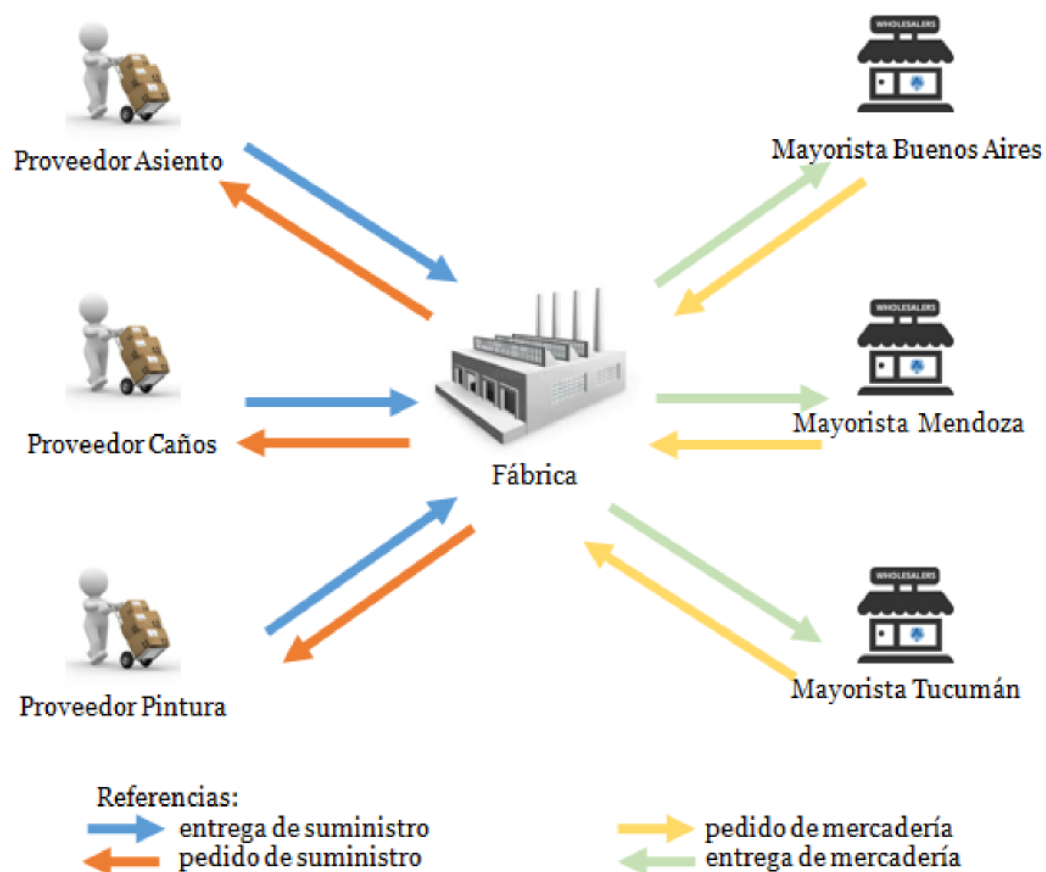 WHOLESALERS
Proveedor Asiento
Mayorista Buenos Aires
WHOLESALERS
Proveedor Caños
Mayorista Mendoza
Fábrica
WHOLESALERS
Proveedor Pintura
Mayorista Tucumán
Referencias:
entrega de suministro
pedido de suministro
pedido de mercadería
entrega de mercadería